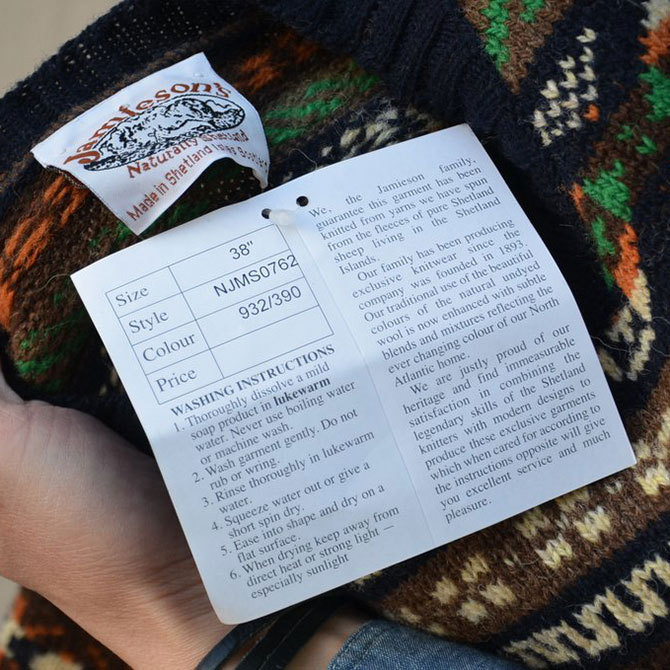 Jamieson's
Naturally Shetland
Made in Shetland Isles Scotland
Size 38"
Style NJMS0762
Colour 932/390
Price
WASHING INSTRUCTIONS
1. Thoroughly dissolve a mild
soap product in lukewarm
water. Never use boiling water
or machine wash.
2. Wash garment gently. Do not
rub or wring.
3. Rinse thoroughly in lukewarm
water.
4. Squeeze water out or give a
short spin dry.
5. Ease into shape and dry on a
flat surface.
6. When drying keep away from
direct heat or strong light —
especially sunlight
We, the Jamieson family,
guarantee this garment has been
knitted from yarns we have spun
from the fleeces of pure Shetland
sheep living in the Shetland
Islands.
Our family has been producing
exclusive knitwear since the
company was founded in 1893.
Our traditional use of the beautiful
colours of the natural undyed
wool is now enhanced with subtle
blends and mixtures reflecting the
ever changing colour of our North
Atlantic home.
We are justly proud of our
heritage and find immeasurable
satisfaction in combining the
legendary skills of the Shetland
knitters with modern designs to
produce these exclusive garments
which when cared for according to
the instructions opposite will give
you excellent service and much
pleasure.